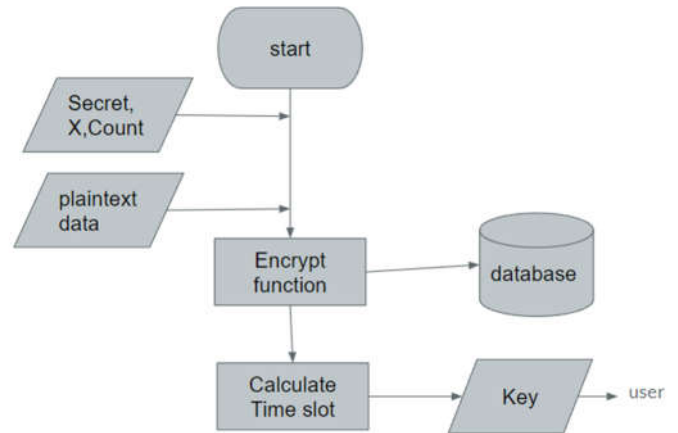 start
Secret,
X,Count
plaintext
data
Encrypt
function
database
Calculate
Time slot
Key
user